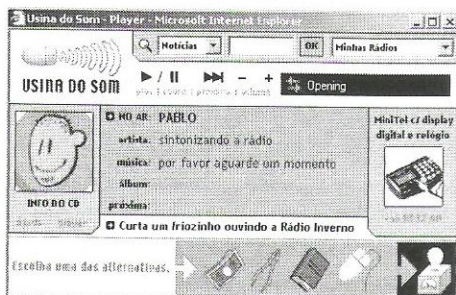 Usina do Som - Player - Microsoft Internet Explorer
Notícias OK Minhas Rádios
USINA DO SOM
Opening
NO AR: PABLO
artista: sintonizando a rádio
música: por favor aguarde um momento
álbum:
próxima:
INFO DO CD
MiniTel c/ display
digital e relógio
Curta um friozinho ouvindo a Rádio Inverno
Escolha uma das alternativas.